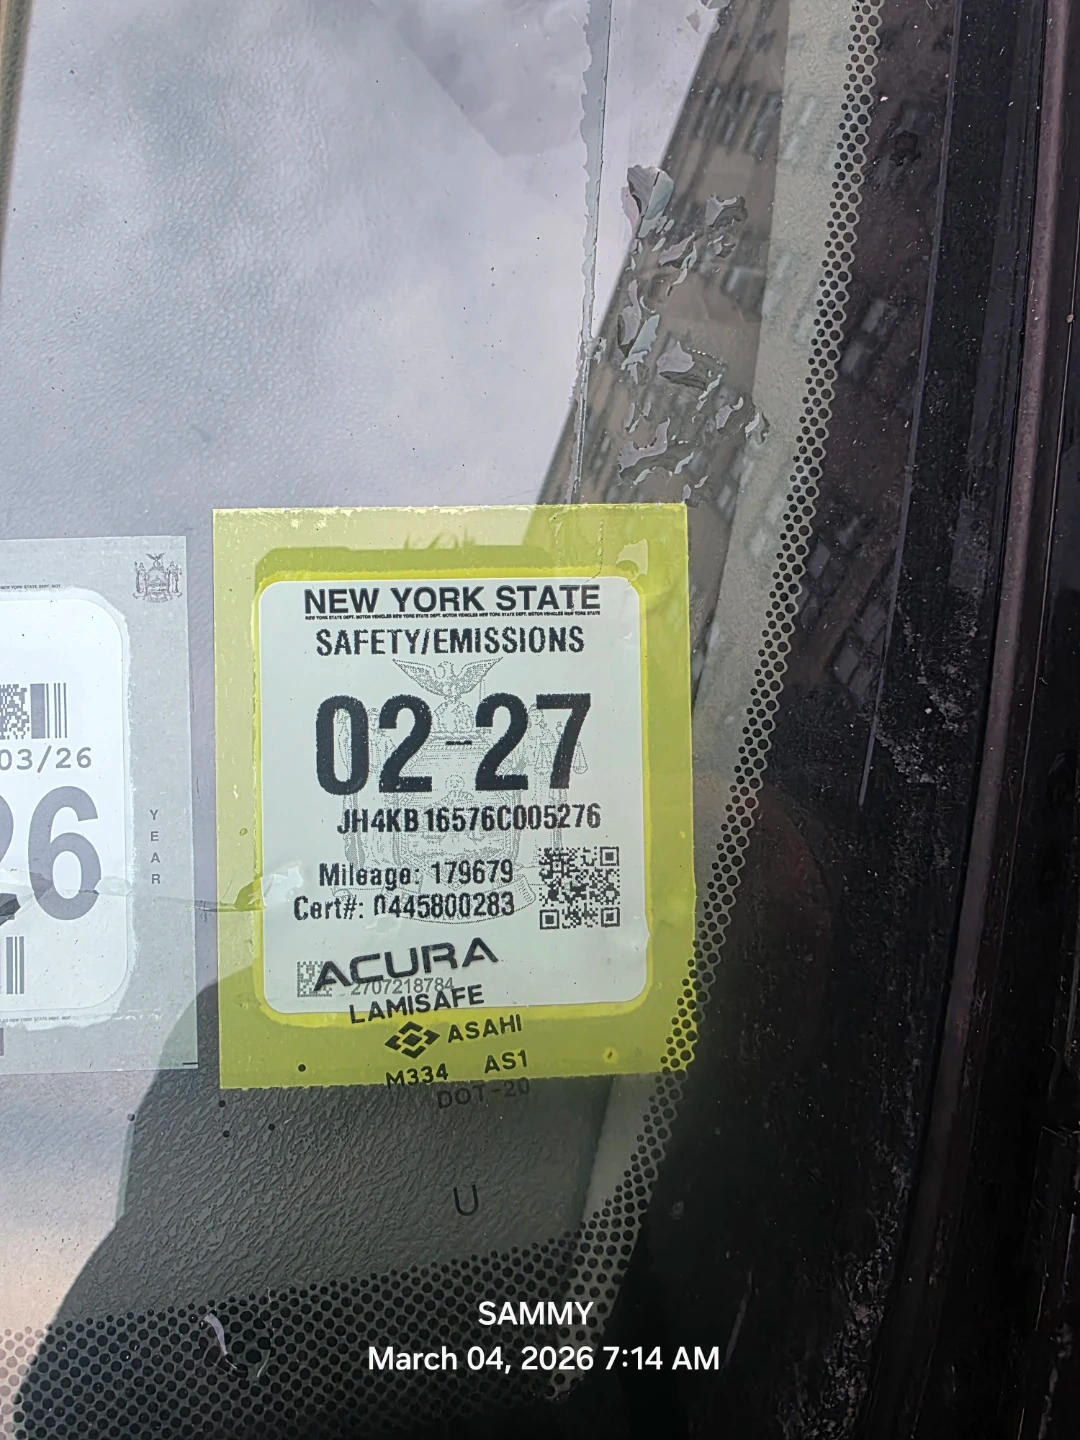 NEW YORK STATE
SAFETY/EMISSIONS
02-27
JH4KB16576C005276
Mileage: 179679
Cert#: 0445800283
ACURA
2707218784
LAMISAFE
ASAHI
M334 AS1
DOT-20
U
03/26
26
YEAR
SAMMY
March 04, 2026 7:14 AM